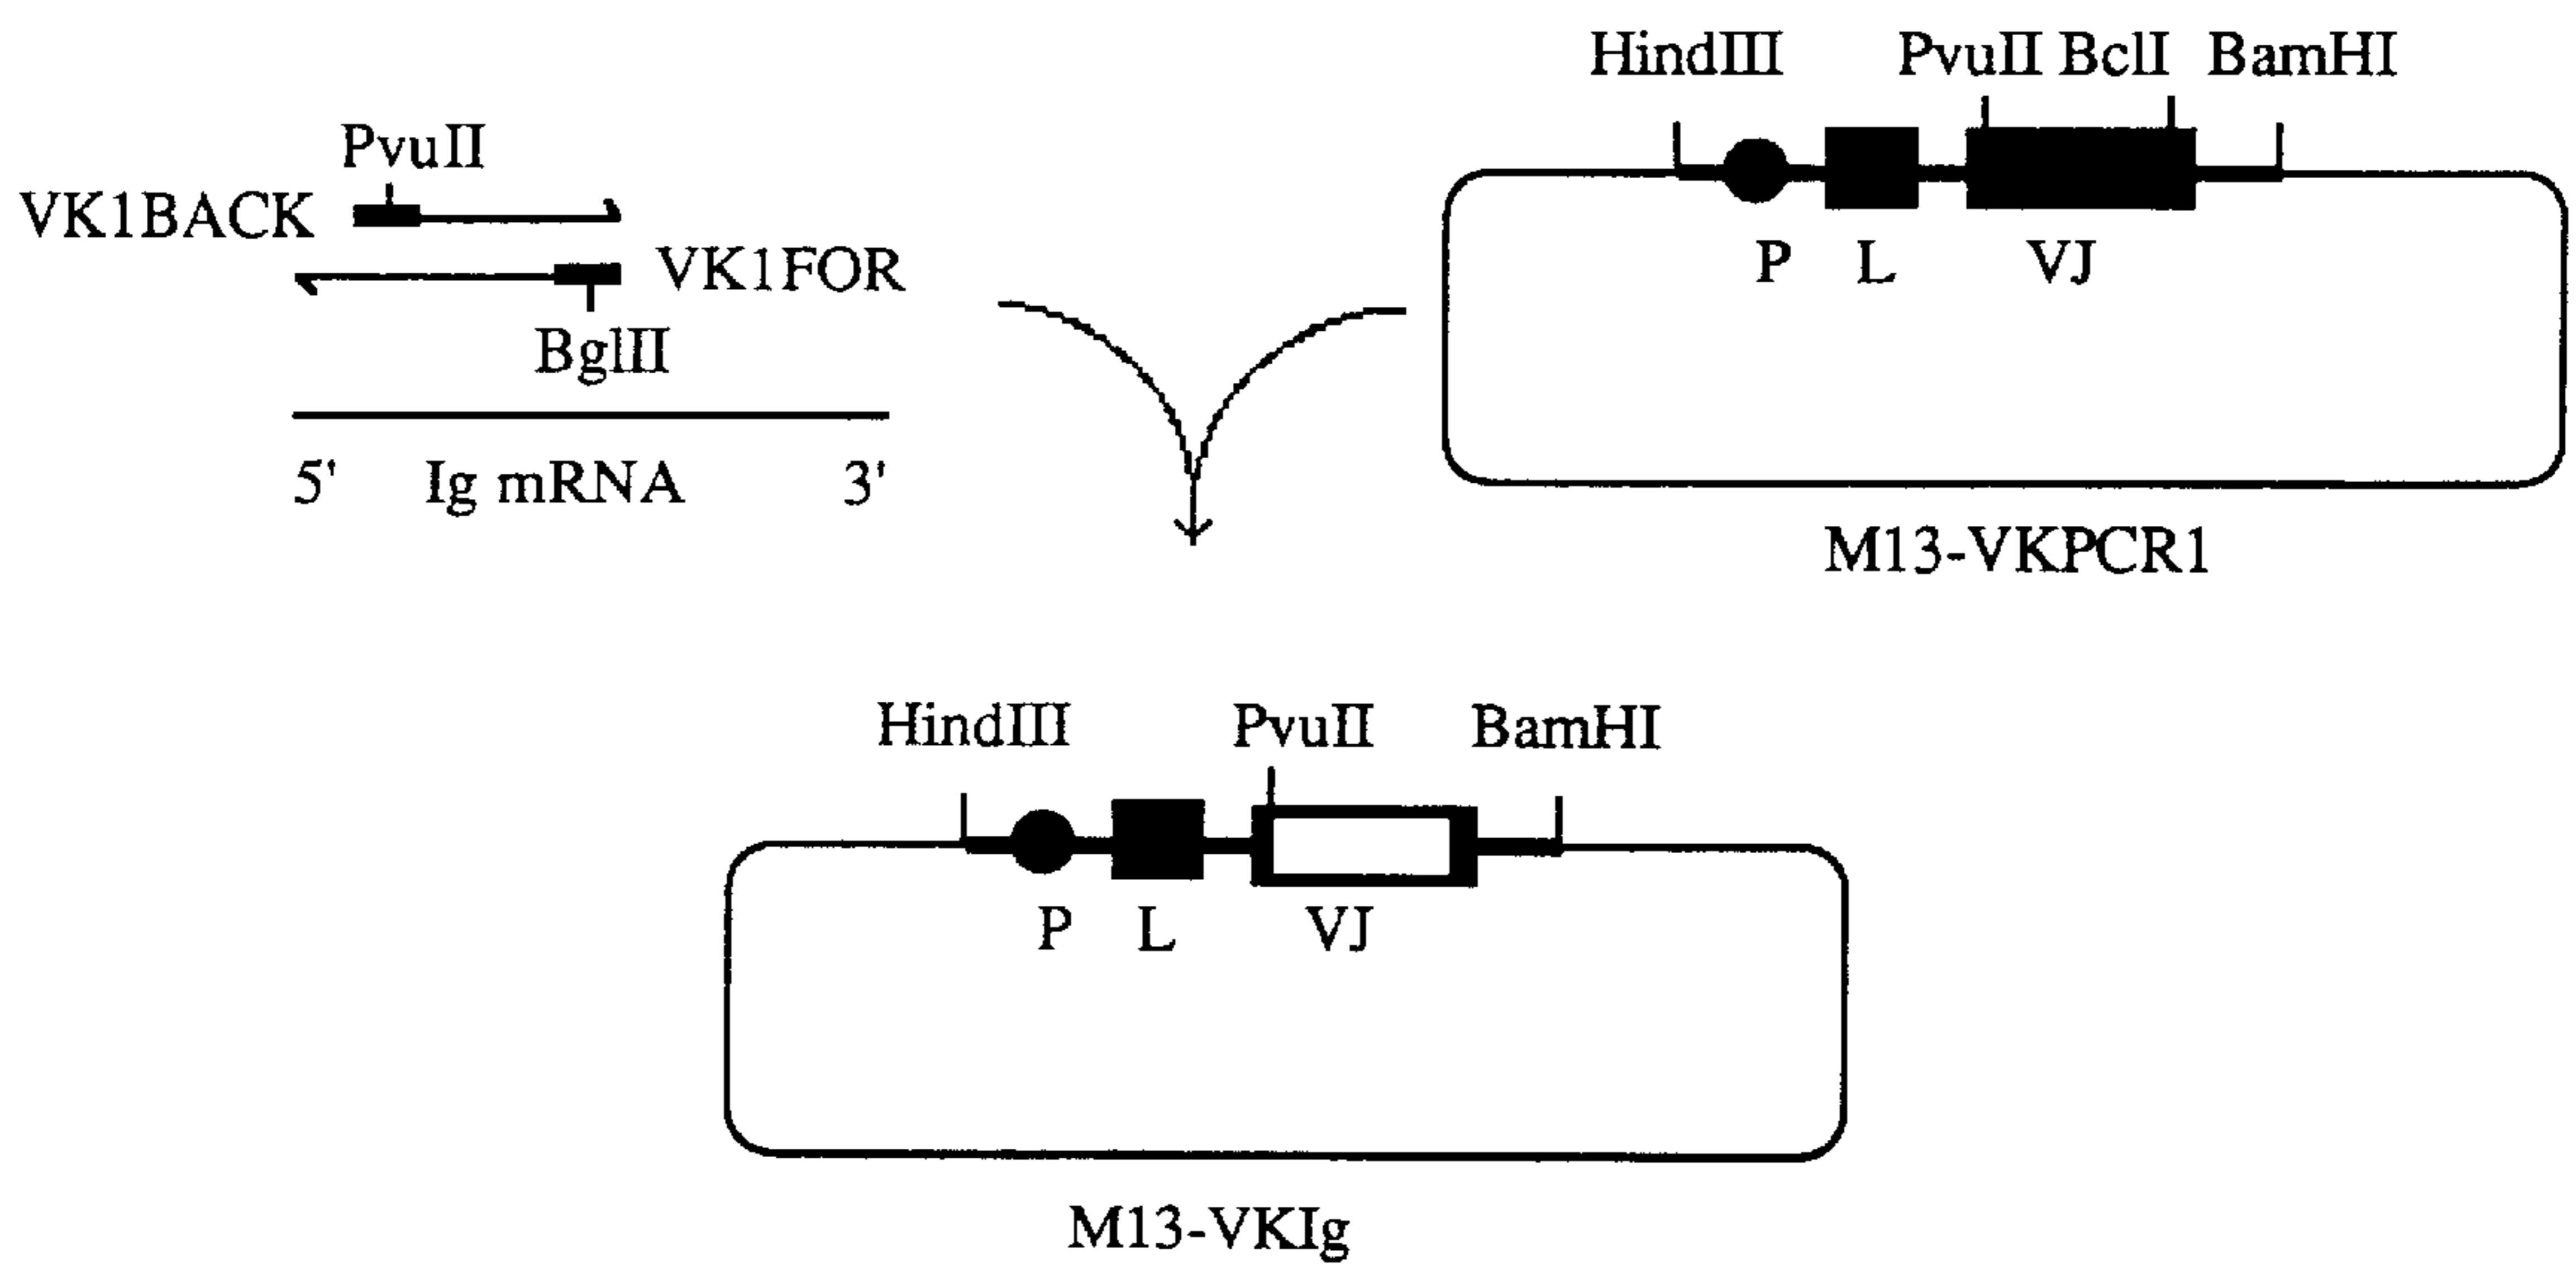 HindIII PvuII BclI BamHI
PvuII
VK1BACK
VK1FOR
BglII
5' Ig mRNA 3'
P L VJ
M13-VKPCR1
HindIII PvuII BamHI
P L VJ
M13-VKIg